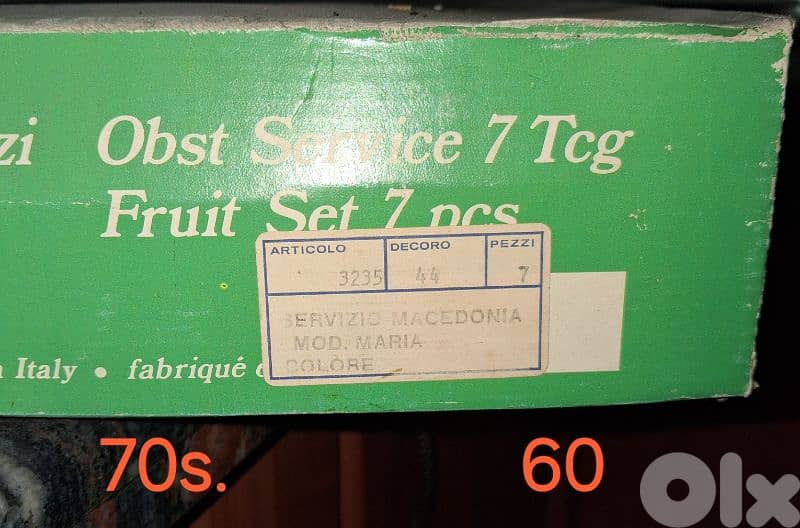 zi Obst Service 7 Tcg
Fruit Set 7 pcs
ARTICOLO DECORO PEZZI
3235 44 7
SERVIZIO MACEDONIA
MOD. MARIA
COLORE
Italy • fabriqué
70s. 60
Olx